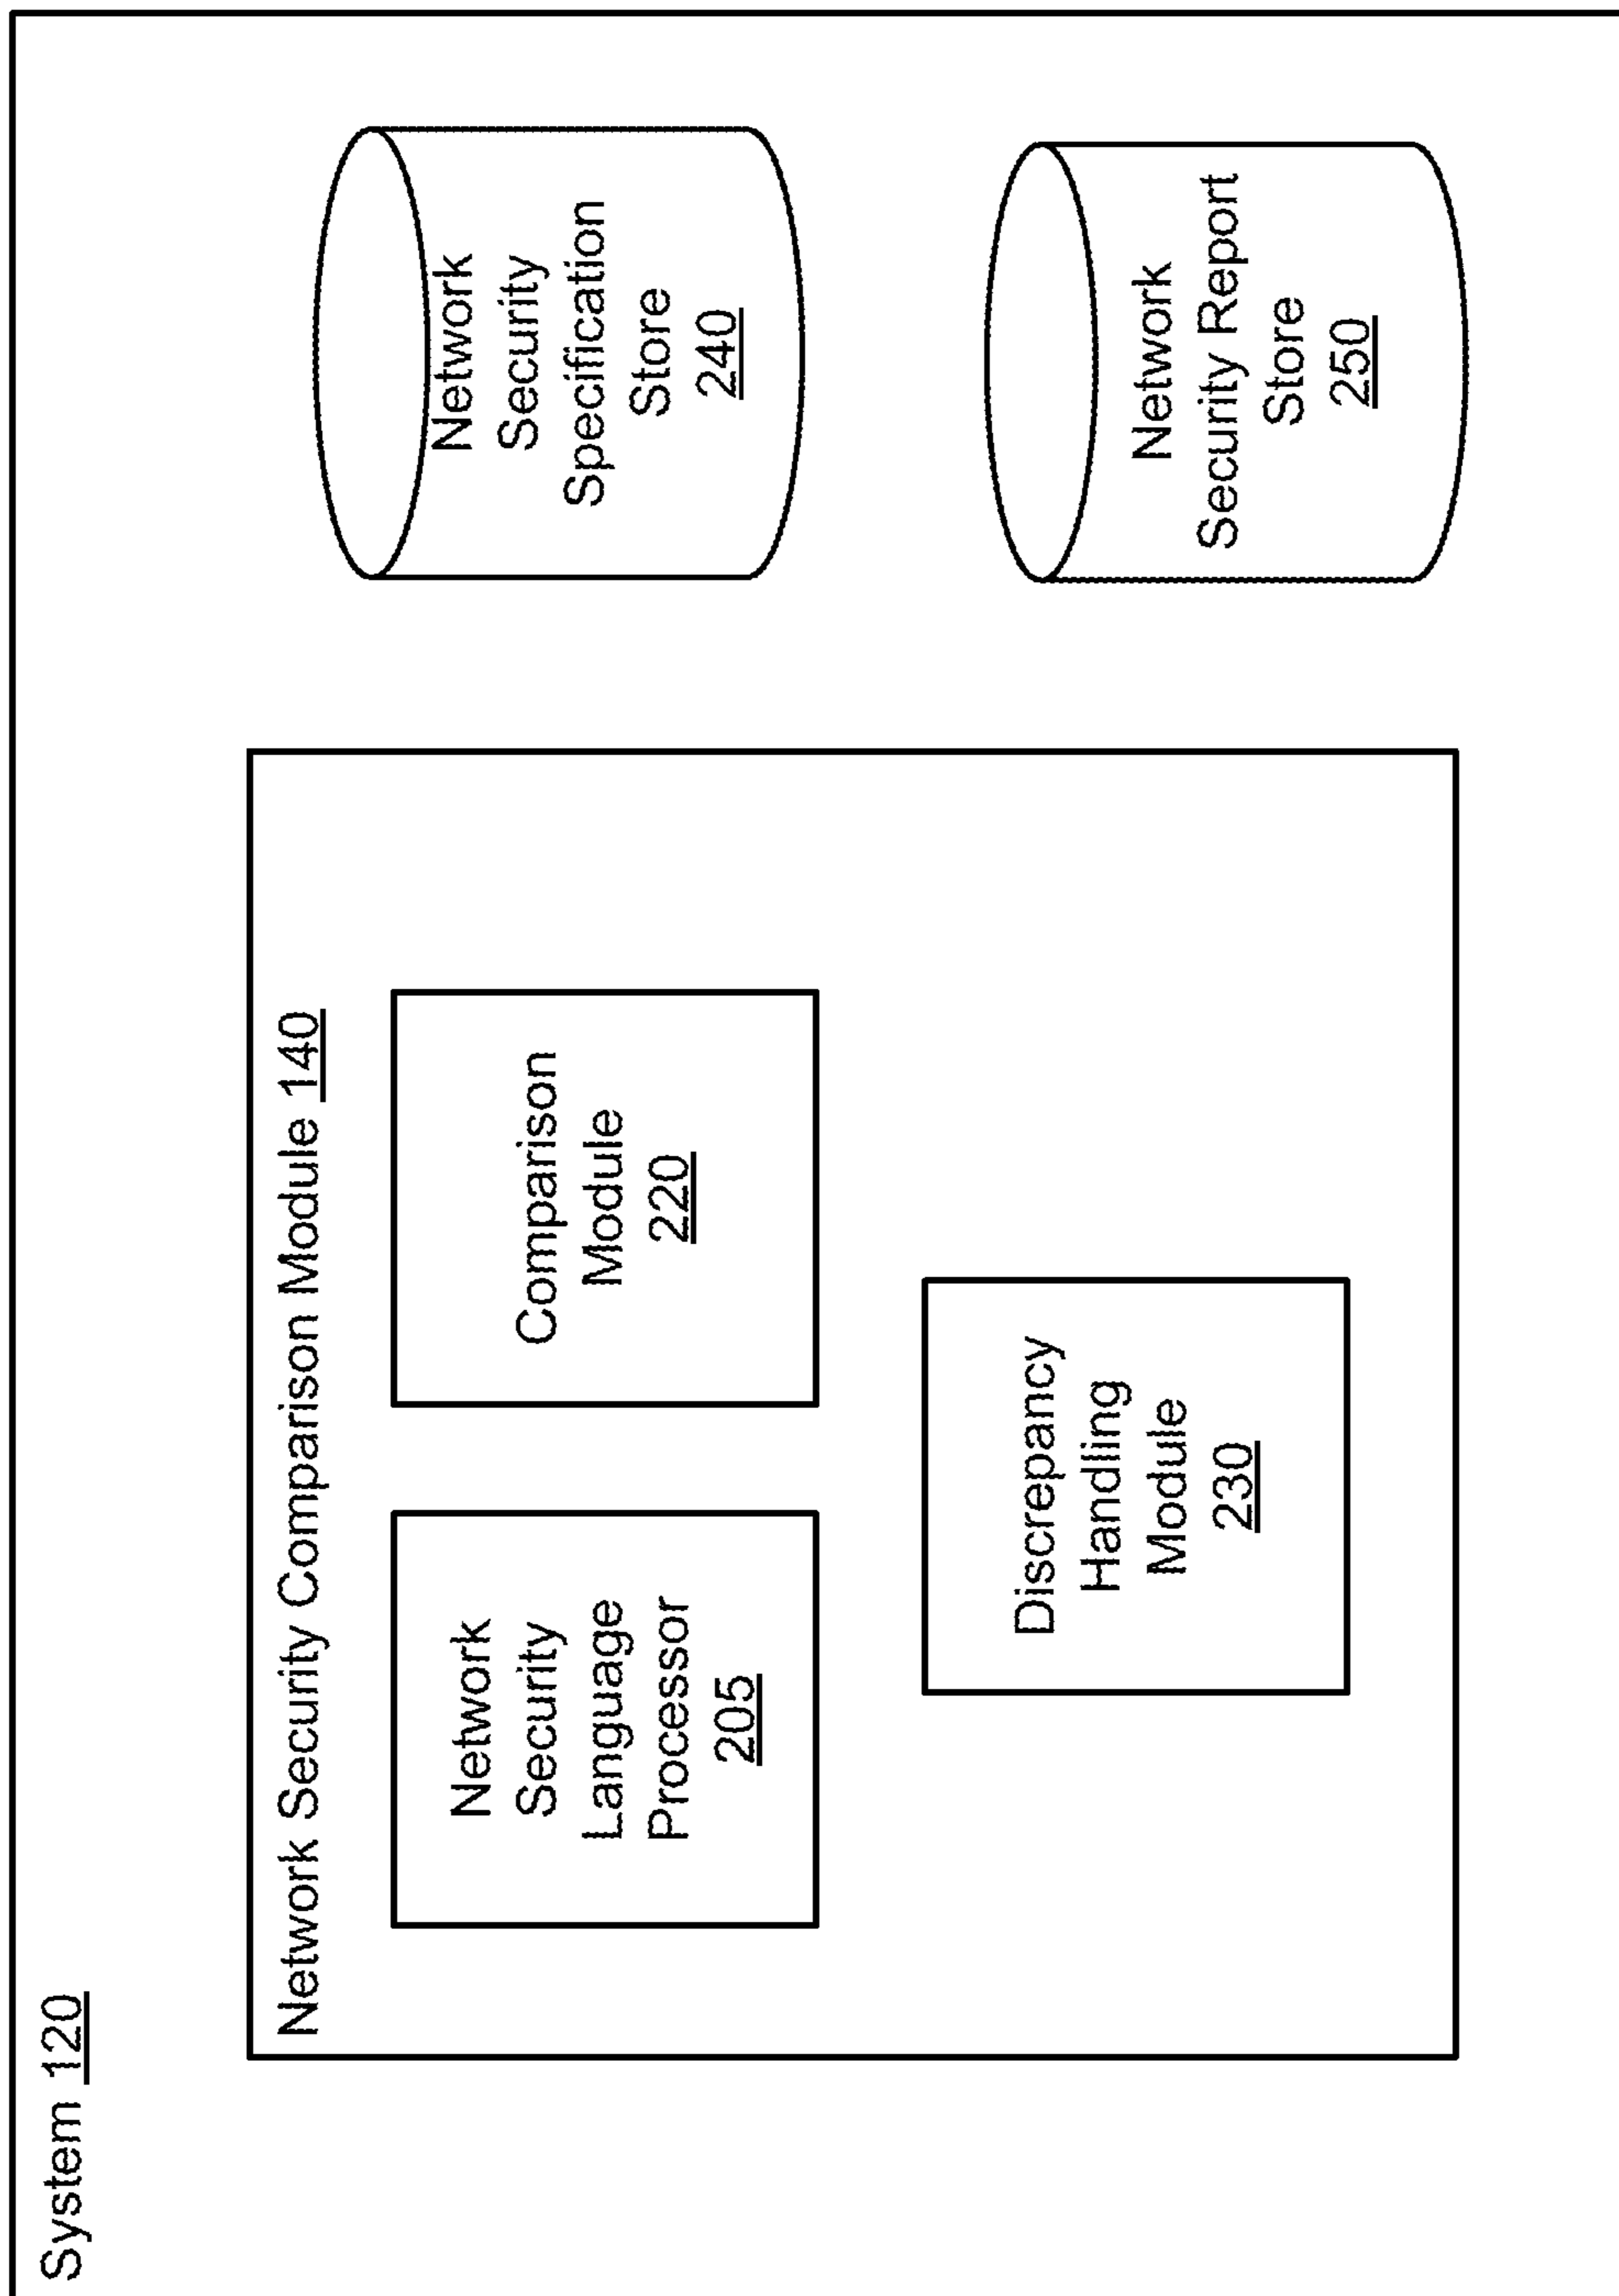 System 120
Network Security Comparison Module 140
Network
Security
Language
Processor
205
Comparison
Module
220
Discrepancy
Handling
Module
230
Network
Security
Specification
Store
240
Network
Security Report
Store
250